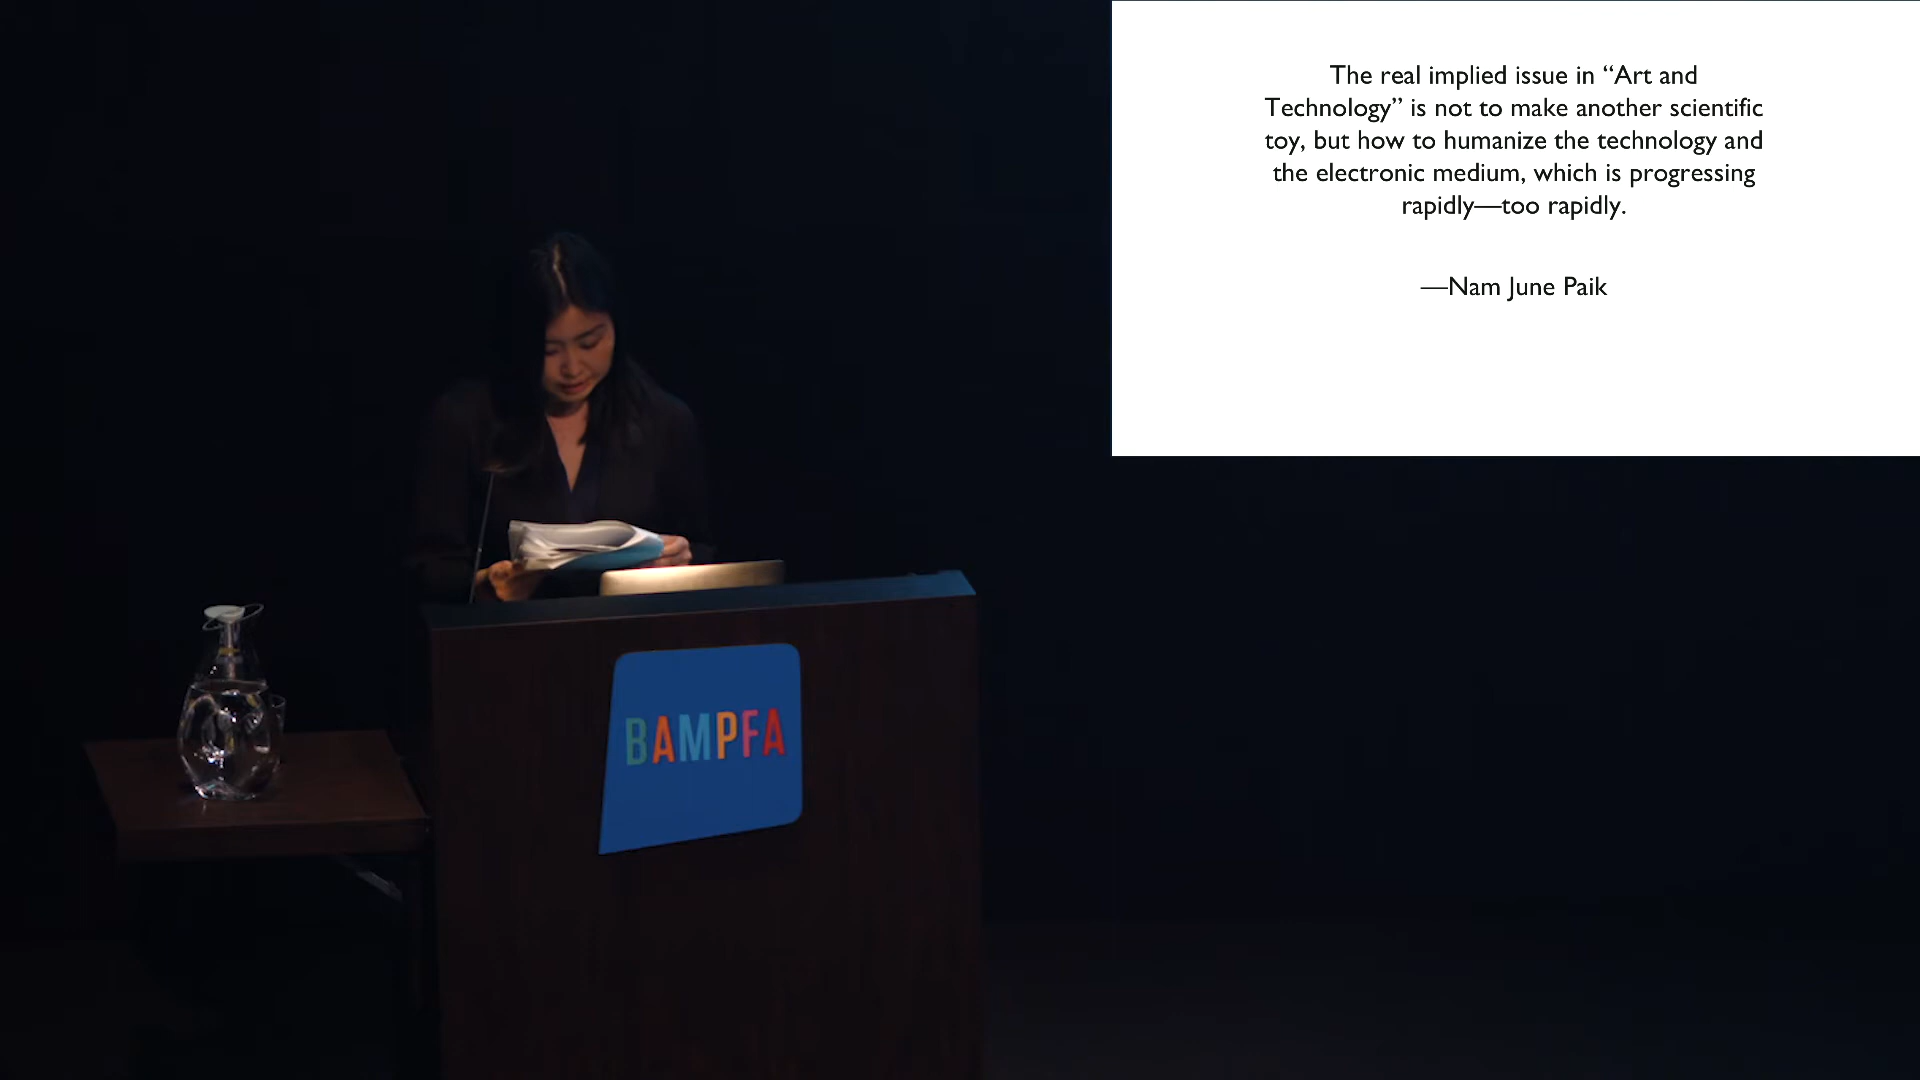 The real implied issue in “Art and
Technology” is not to make another scientific
toy, but how to humanize the technology and
the electronic medium, which is progressing
rapidly—too rapidly.
—Nam June Paik
BAMPFA